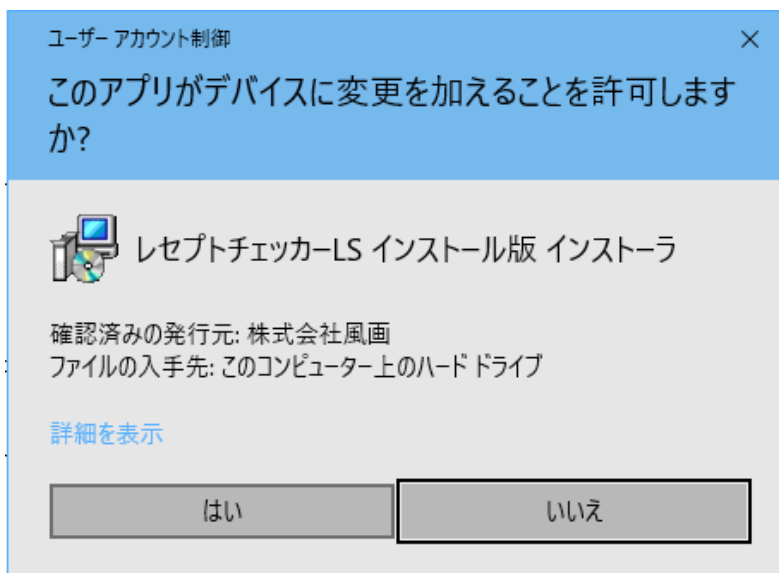 ユーザー アカウント制御
このアプリがデバイスに変更を加えることを許可します
か?
レセプトチェッカーLS インストール版 インストーラ
確認済みの発行元: 株式会社風画
ファイルの入手先: このコンピューター上のハード ドライブ
詳細を表示
はい
いいえ